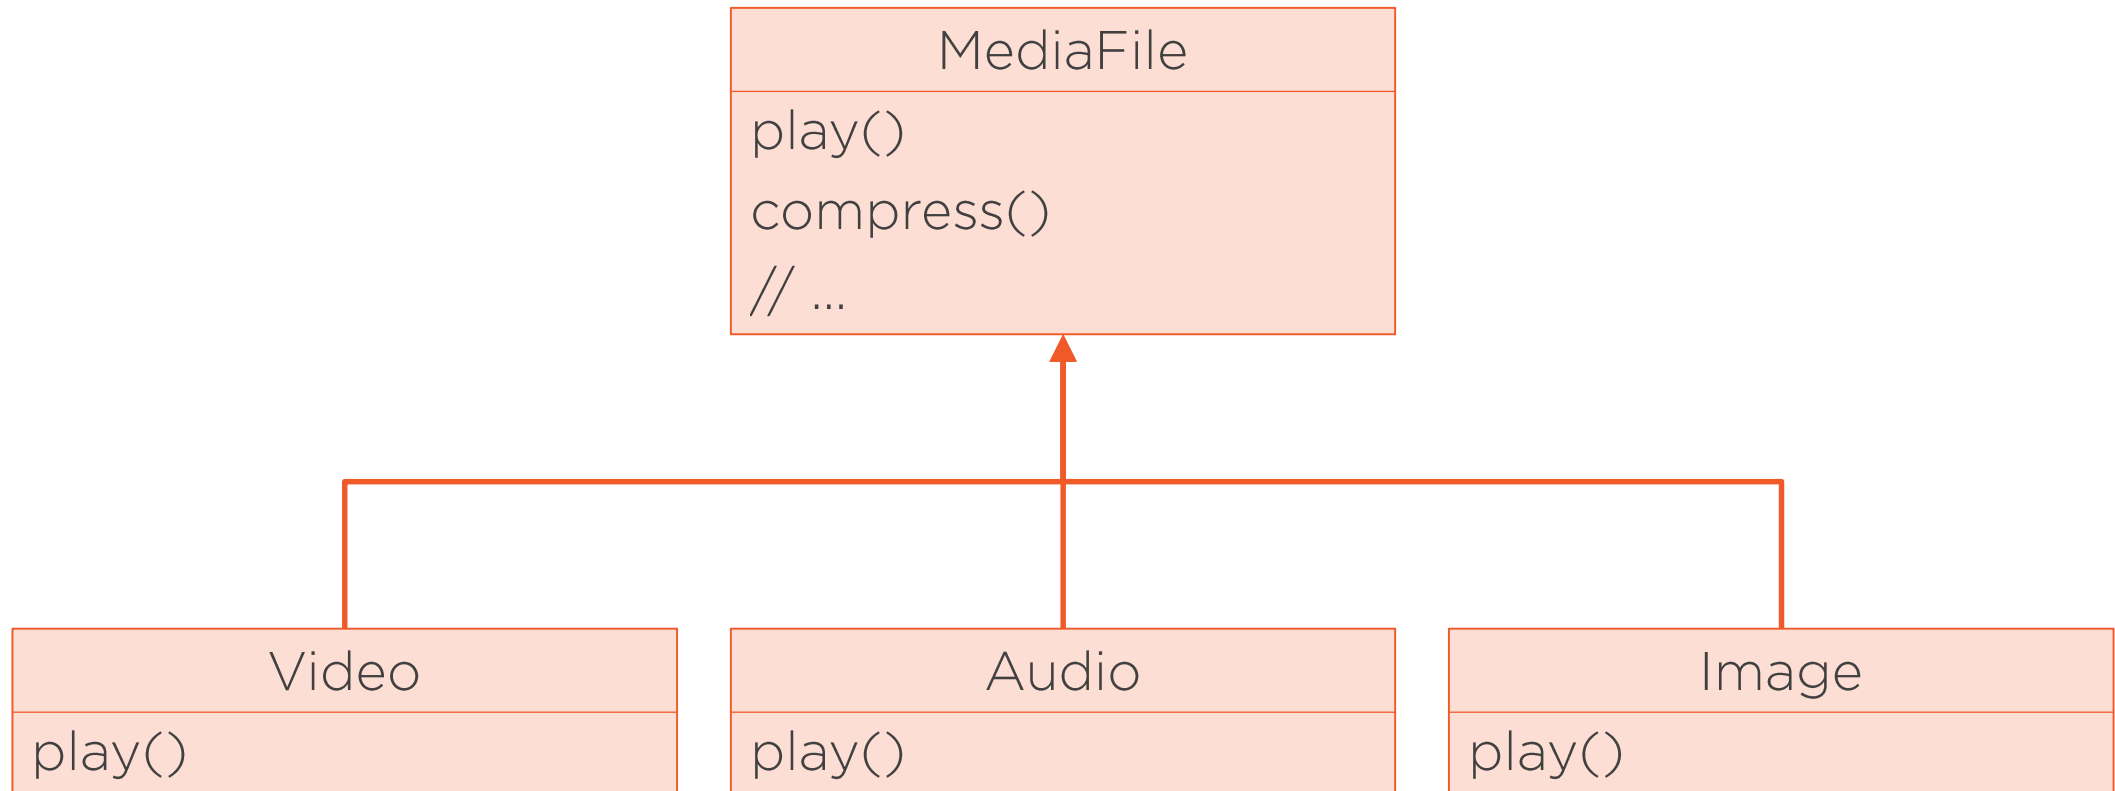 MediaFile
play()
compress()
// ...
Video
play()
Audio
play()
Image
play()